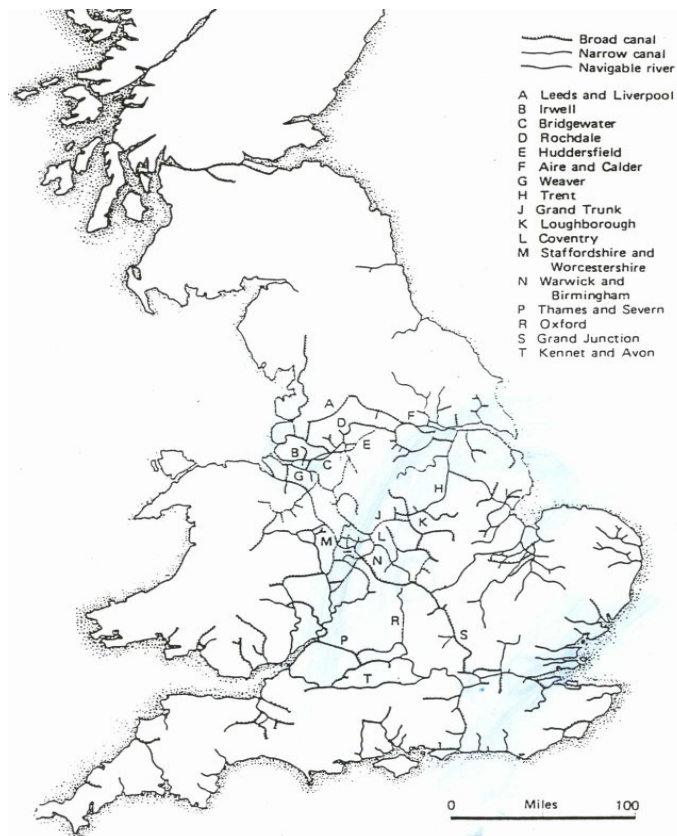 Broad canal
Narrow canal
Navigable river
A Leeds and Liverpool
B Irwell
C Bridgewater
D Rochdale
E Huddersfield
F Aire and Calder
G Weaver
H Trent
J Grand Trunk
K Loughborough
L Coventry
M Staffordshire and
Worcestershire
N Warwick and
Birmingham
P Thames and Severn
R Oxford
S Grand Junction
T Kennet and Avon
A
D
F
E
B
C
G
H
J
K
M
L
N
R
S
P
T
0 Miles 100